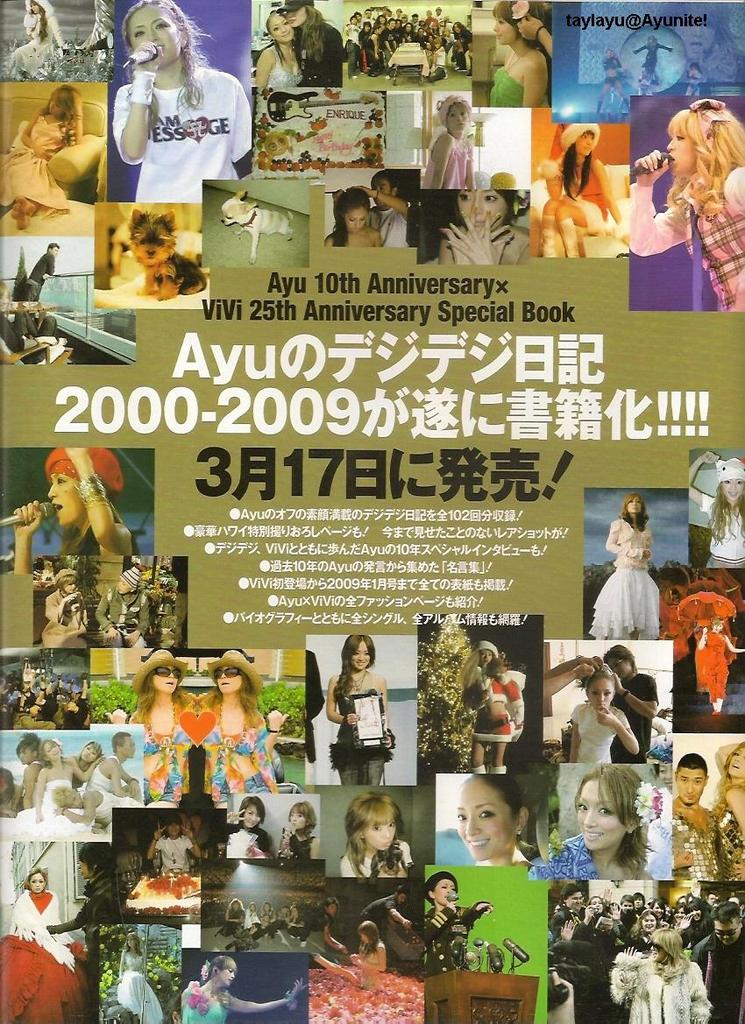 taylayu@Ayunite!
AM
ESS GE
ENRIQUE
Happy
Birthday
Ayu 10th Anniversary×
ViVi 25th Anniversary Special Book
Ayuのデジデジ日記
2000-2009が遂に書籍化!!!!
3月17日に発売!
●Ayuのオフの素顔満載のデジデジ日記を全102回分収録!
●豪華ハワイ特別撮りおろしページも! 今まで見せたことのないレアショットが!
●デジデジ、ViViとともに歩んだAyuの10年スペシャルインタビューも!
●過去10年のAyuの発言から集めた「名言集」!
●ViVi初登場から2009年1月号まで全ての表紙も掲載!
●Ayu×ViViの全ファッションページも紹介!
●バイオグラフィーとともに全シングル、全アルバム情報も網羅!